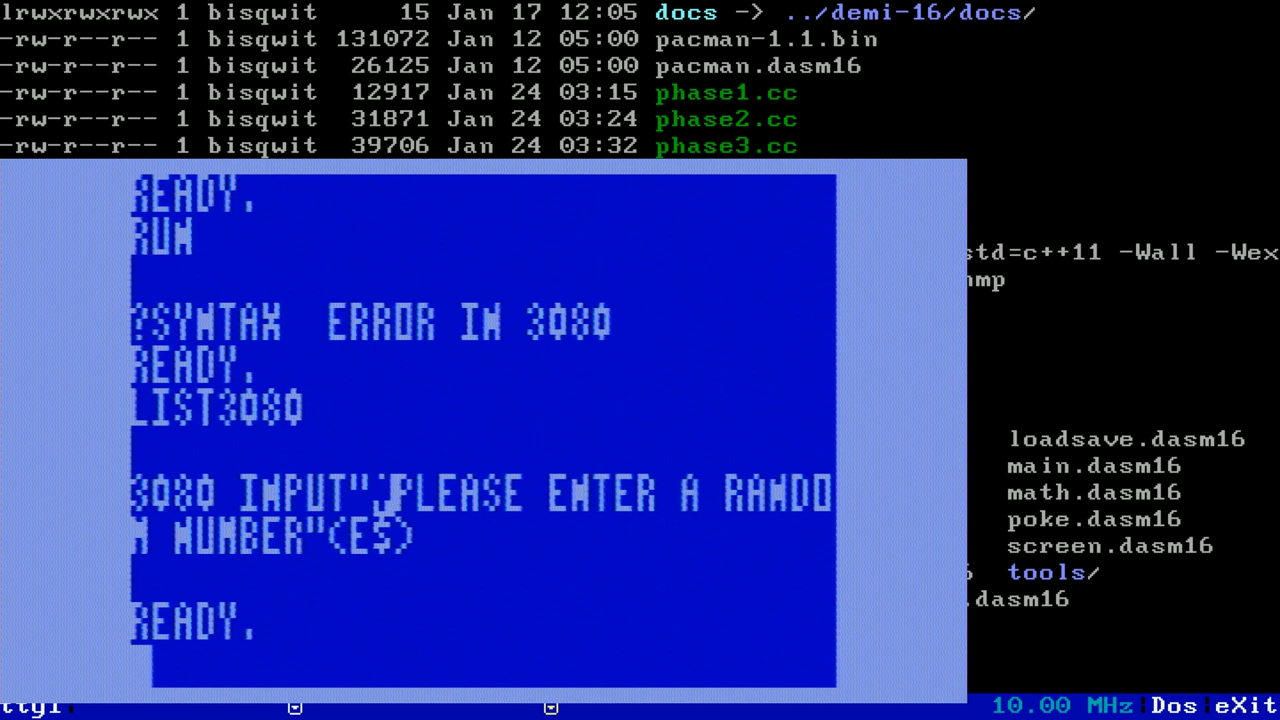 lrwxrwxrwx 1 bisqwit 15 Jan 17 12:05 docs -> ../demi-16/docs/
-rw-r--r-- 1 bisqwit 131072 Jan 12 05:00 pacman-1.1.bin
-rw-r--r-- 1 bisqwit 26125 Jan 12 05:00 pacman.dasm16
-rw-r--r-- 1 bisqwit 12917 Jan 24 03:15 phase1.cc
-rw-r--r-- 1 bisqwit 31871 Jan 24 03:24 phase2.cc
-rw-r--r-- 1 bisqwit 39706 Jan 24 03:32 phase3.cc
READY.
RUN
std=c++11 -Wall -Wex
?SYNTAX ERROR IN 3080
READY.
LIST3080
loadsave.dasm16
main.dasm16
3080 INPUT" PLEASE ENTER A RANDO
math.dasm16
poke.dasm16
M NUMBER"(E$)
screen.dasm16
tools/
.dasm16
READY.
10.00 MHz Dos eXit